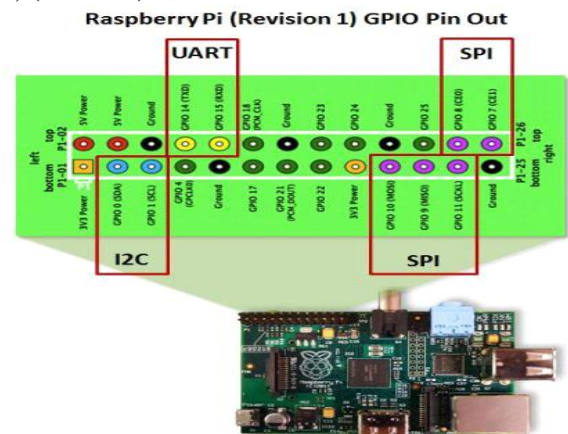 Raspberry Pi (Revision 1) GPIO Pin Out
UART
SPI
left
top
P1-02
5V Power
5V Power
Ground
GPIO 14 (TXD)
GPIO 15 (RXD)
GPIO 18
(PCM_CLK)
Ground
GPIO 23
GPIO 24
Ground
GPIO 25
GPIO 8 (CE0)
GPIO 7 (CE1)
P1-26
top
right
bottom
P1-01
3V3 Power
GPIO 0 (SDA)
GPIO 1 (SCL)
GPIO 4
(GPCLK0)
Ground
GPIO 17
GPIO 21
(PCM_DOUT)
GPIO 22
3V3 Power
GPIO 10 (MOSI)
GPIO 9 (MISO)
GPIO 11 (SCKL)
Ground
P1-25
bottom
I2C
SPI
Raspberry Pi